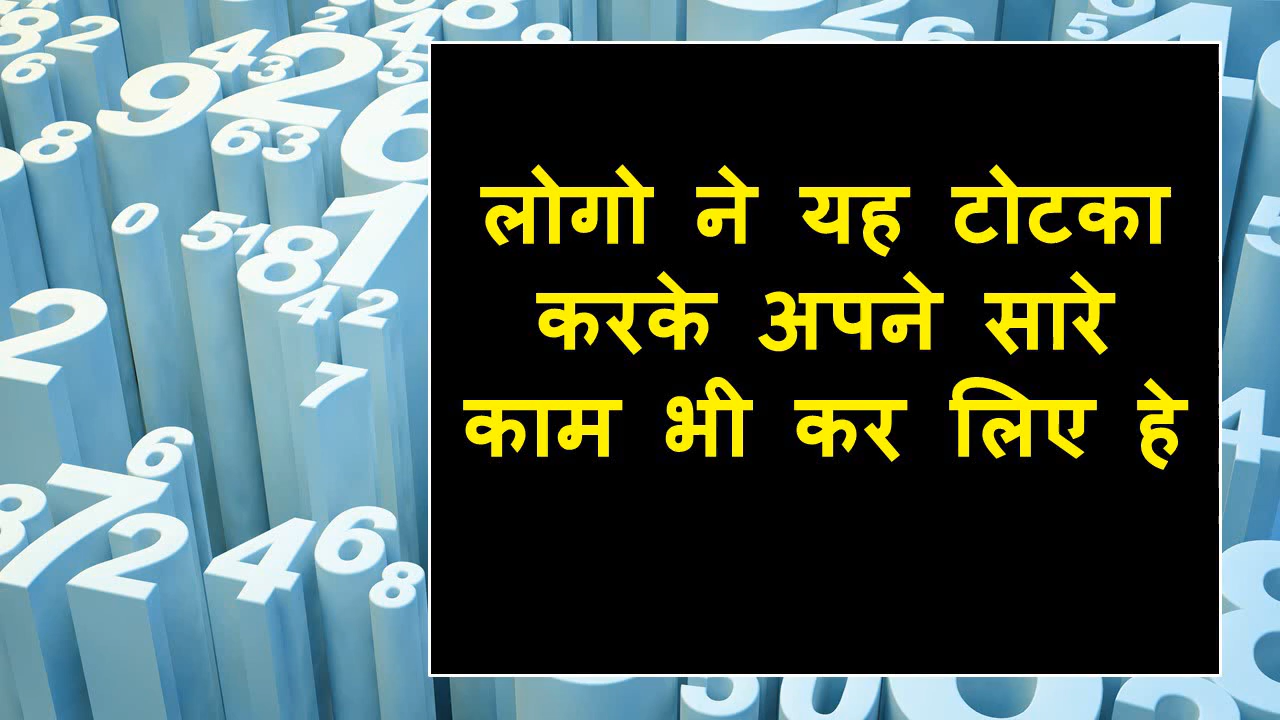 लोगो ने यह टोटका
करके अपने सारे
काम भी कर लिए हे